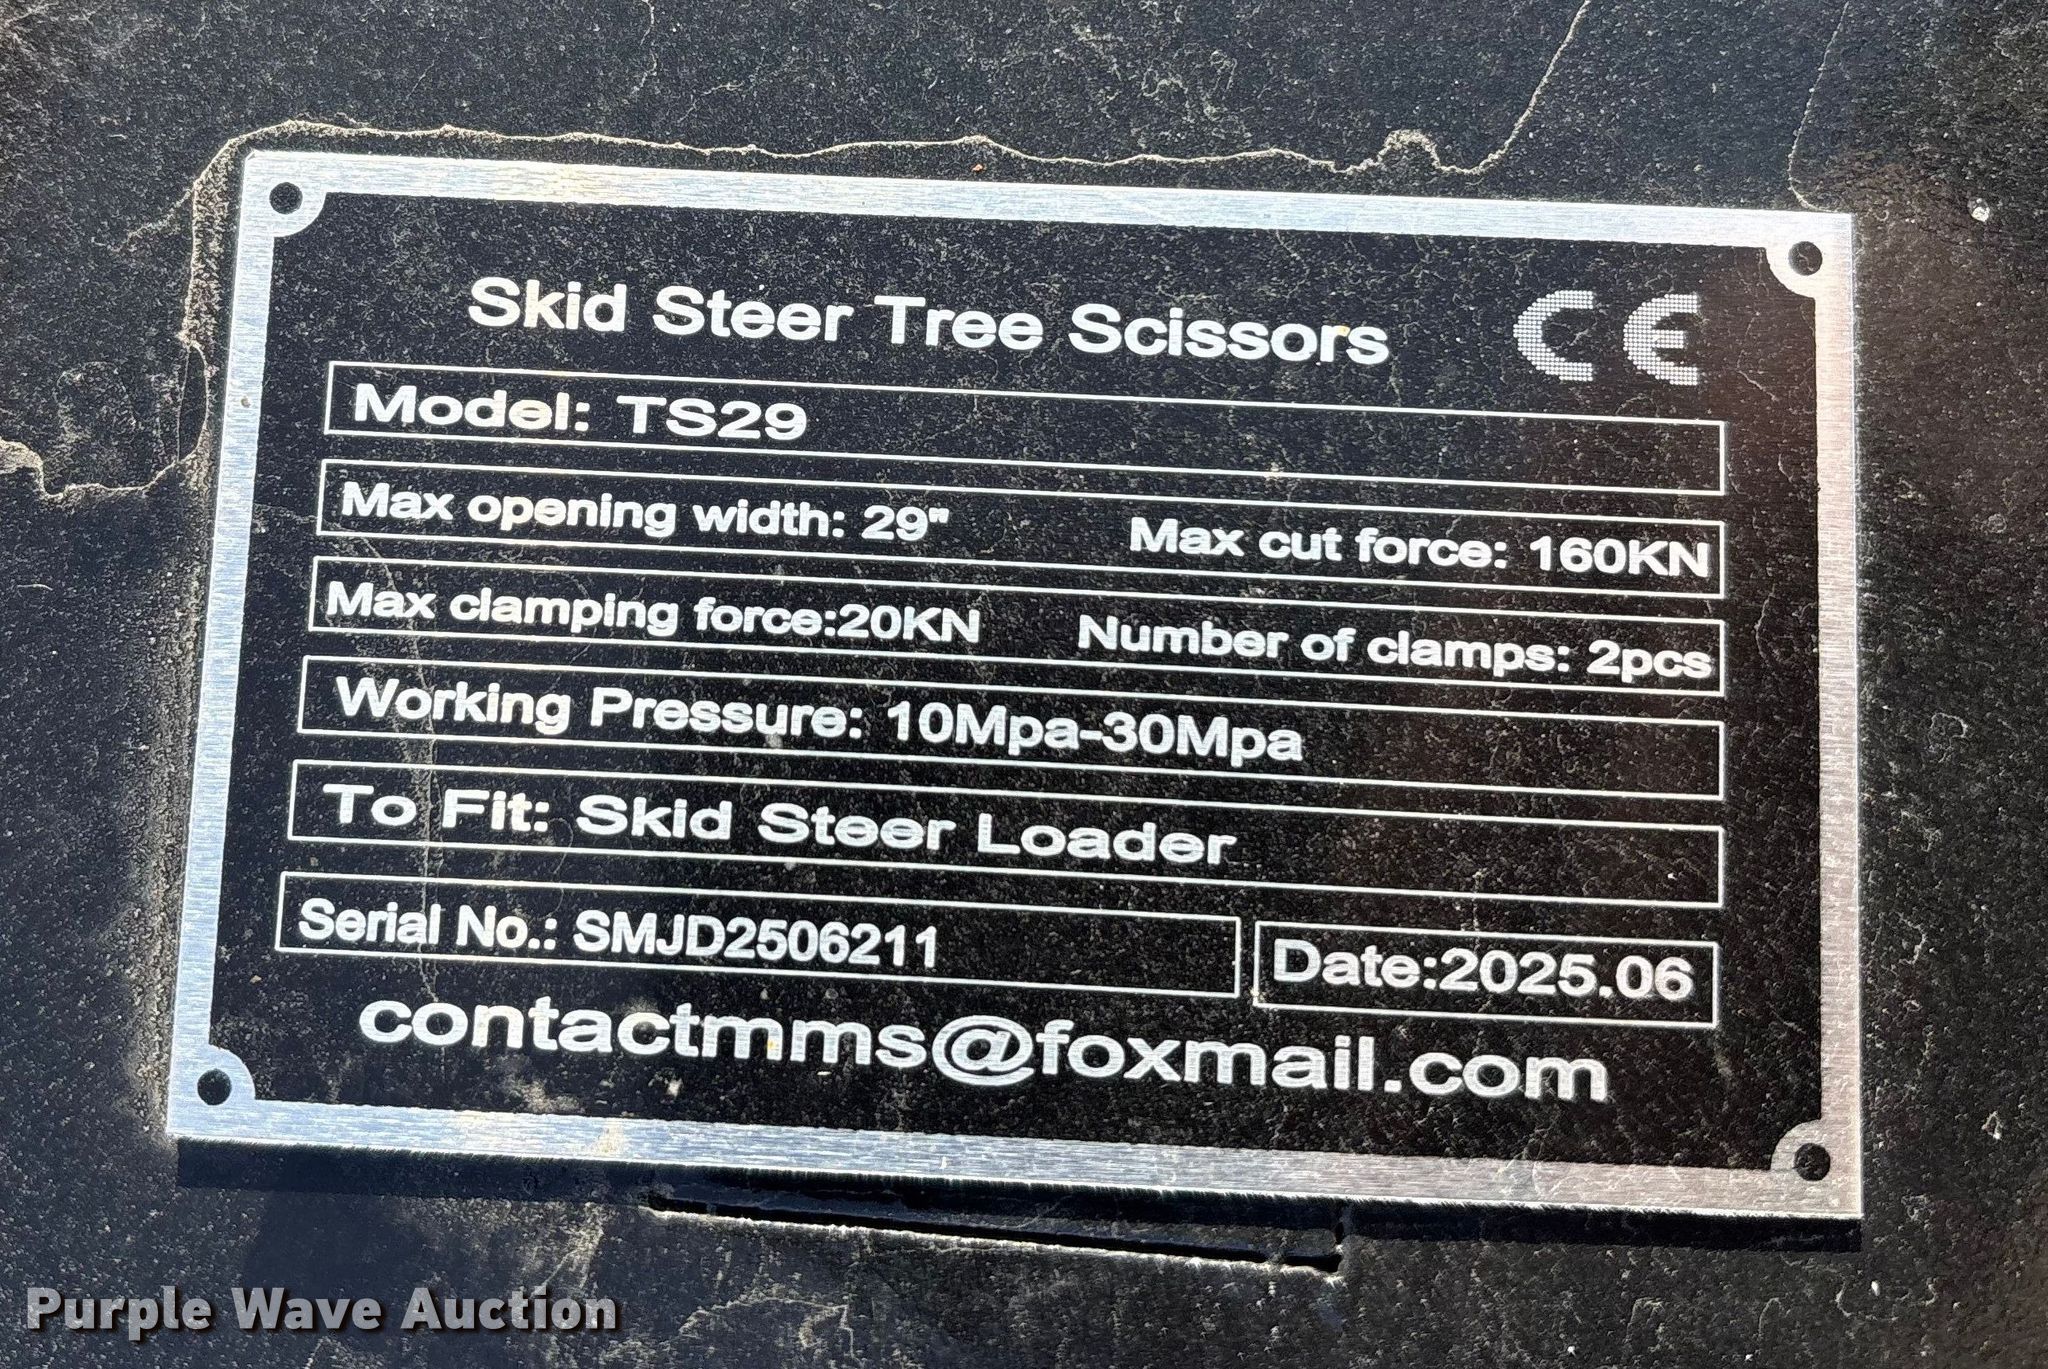 Skid Steer Tree Scissors CE
Model: TS29
Max opening width: 29" Max cut force: 160KN
Max clamping force:20KN Number of clamps: 2pcs
Working Pressure: 10Mpa-30Mpa
To Fit: Skid Steer Loader
Serial No.: SMJD2506211 Date:2025.06
contactmms@foxmail.com
Purple Wave Auction